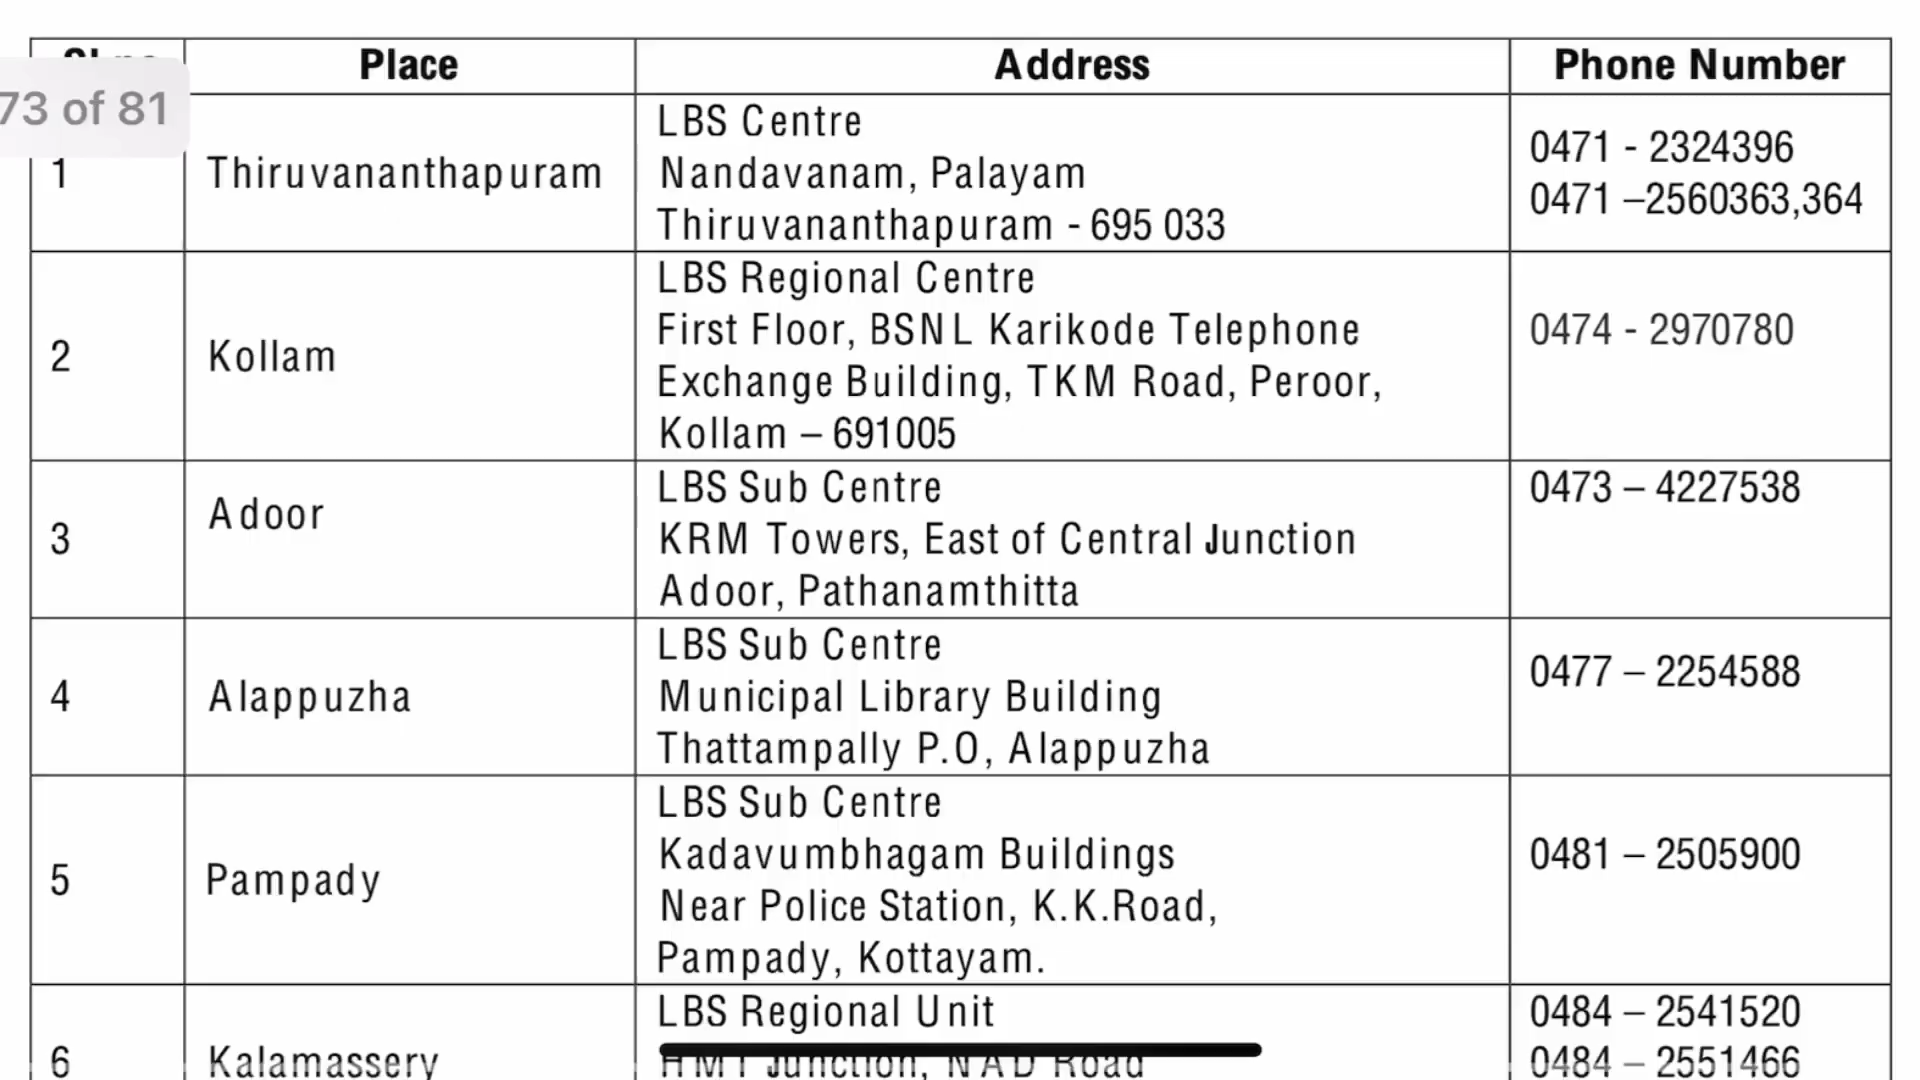 Place Address Phone Number
73 of 81
1
Thiruvananthapuram
LBS Centre
Nandavanam, Palayam
Thiruvananthapuram - 695 033
0471 - 2324396
0471 –2560363,364
2
Kollam
LBS Regional Centre
First Floor, BSNL Karikode Telephone
Exchange Building, TKM Road, Peroor,
Kollam – 691005
0474 - 2970780
3
Adoor
LBS Sub Centre
KRM Towers, East of Central Junction
Adoor, Pathanamthitta
0473 – 4227538
4
Alappuzha
LBS Sub Centre
Municipal Library Building
Thattampally P.O, Alappuzha
0477 – 2254588
5
Pampady
LBS Sub Centre
Kadavumbhagam Buildings
Near Police Station, K.K.Road,
Pampady, Kottayam.
0481 – 2505900
6
Kalamassery
LBS Regional Unit
HMT Junction, NAD Road
0484 – 2541520
0484 – 2551466